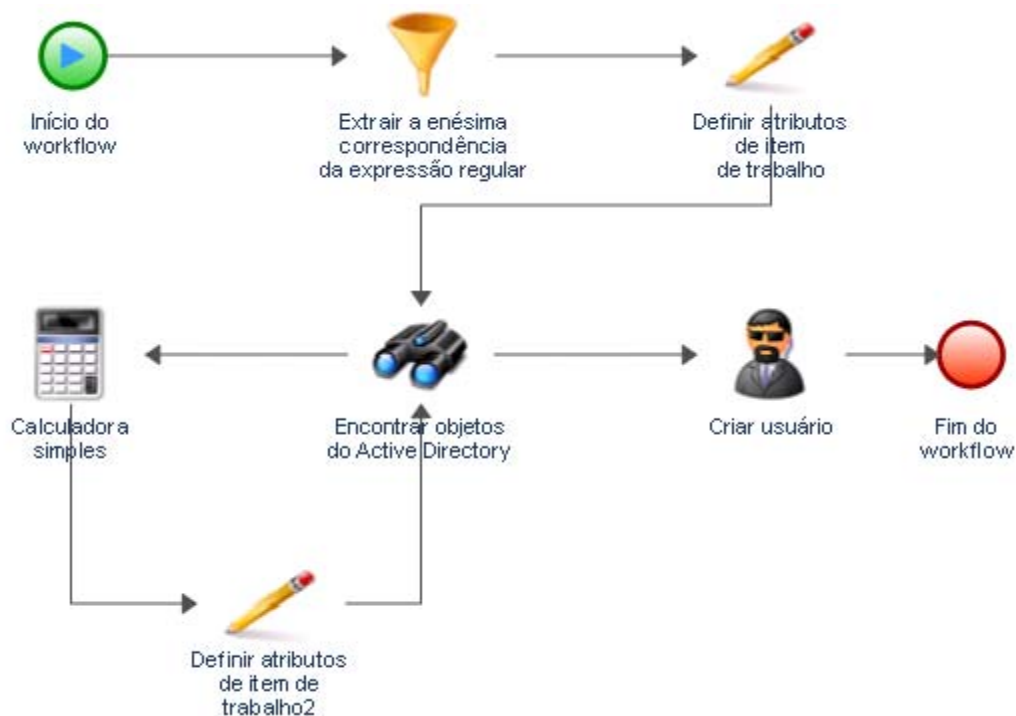 Início do
workflow
Extrair a enésima
correspondência
da expressão regular
Definir atributos
de item
de trabalho
Calculadora
simples
Encontrar objetos
do Active Directory
Criar usuário
Fim do
workflow
Definir atributos
de item de
trabalho2